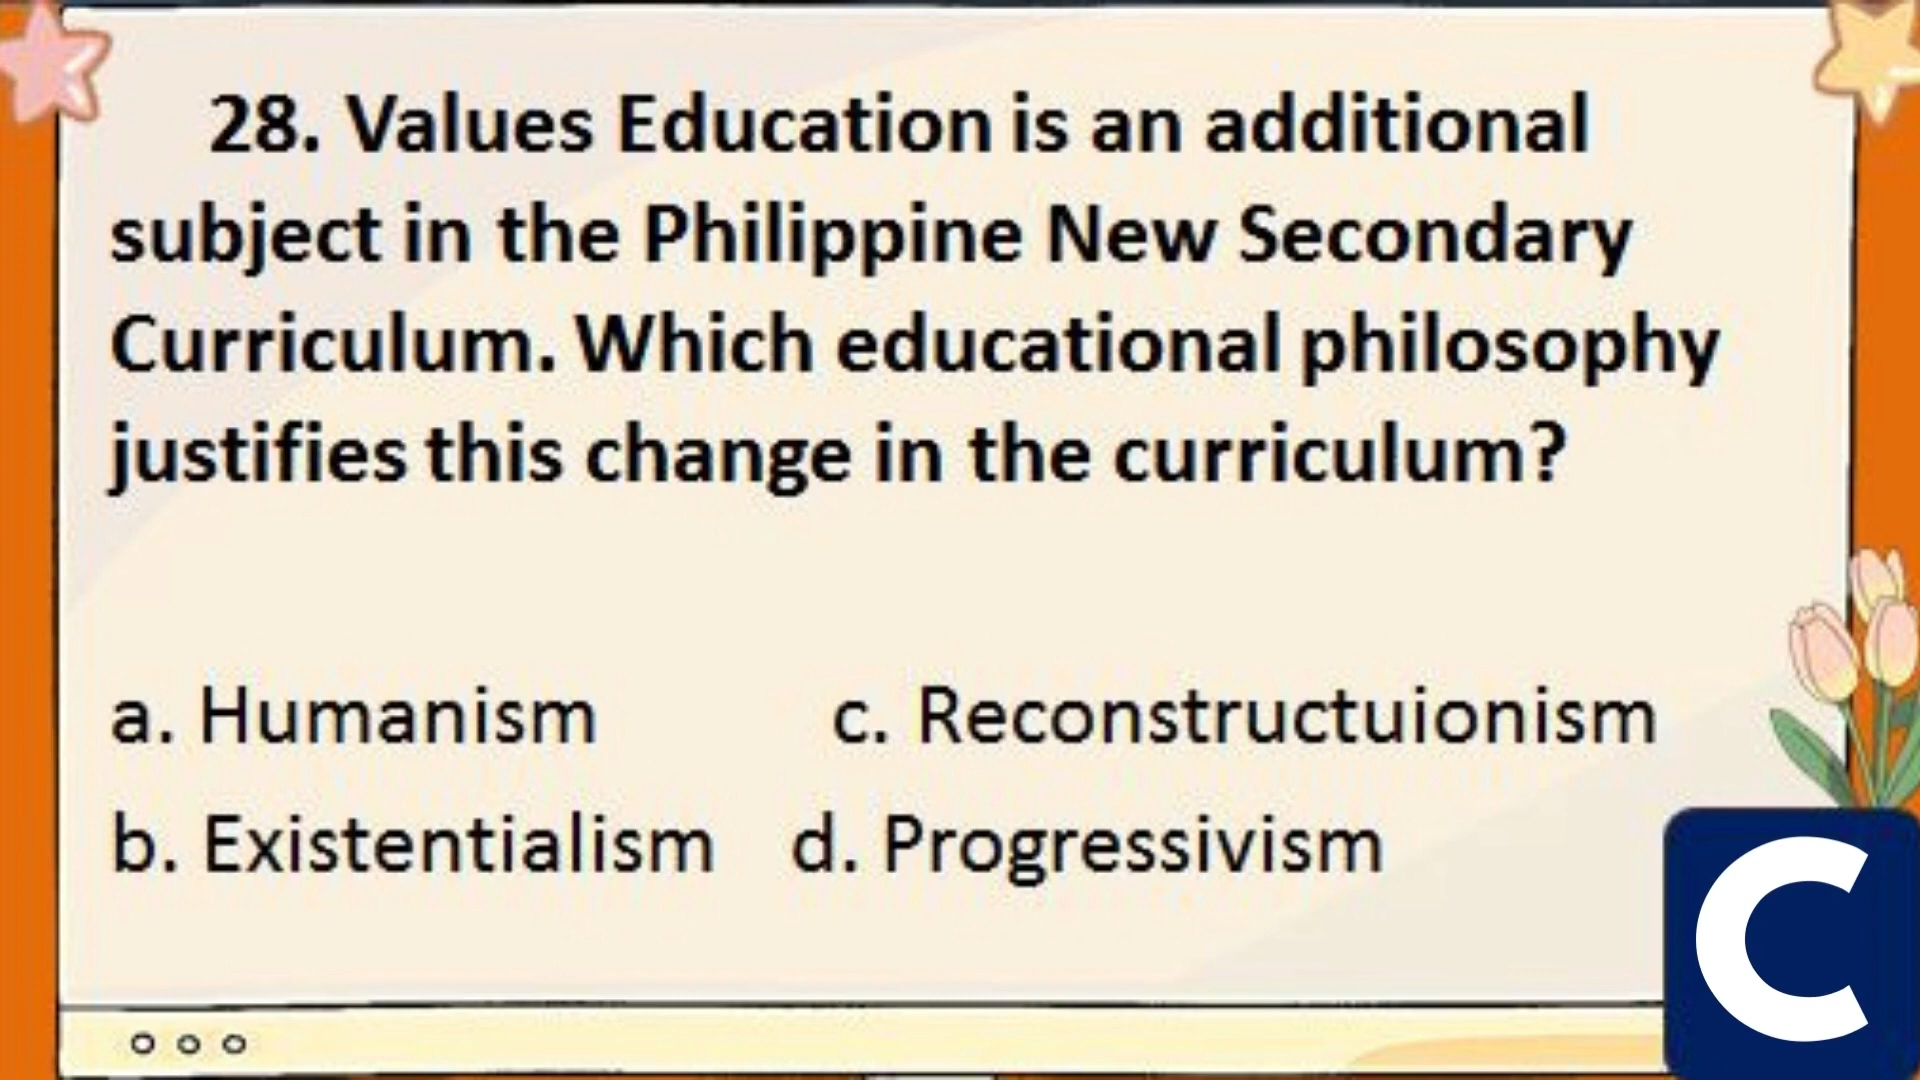 28. Values Education is an additional
subject in the Philippine New Secondary
Curriculum. Which educational philosophy
justifies this change in the curriculum?
a. Humanism c. Reconstructuionism
b. Existentialism d. Progressivism
C